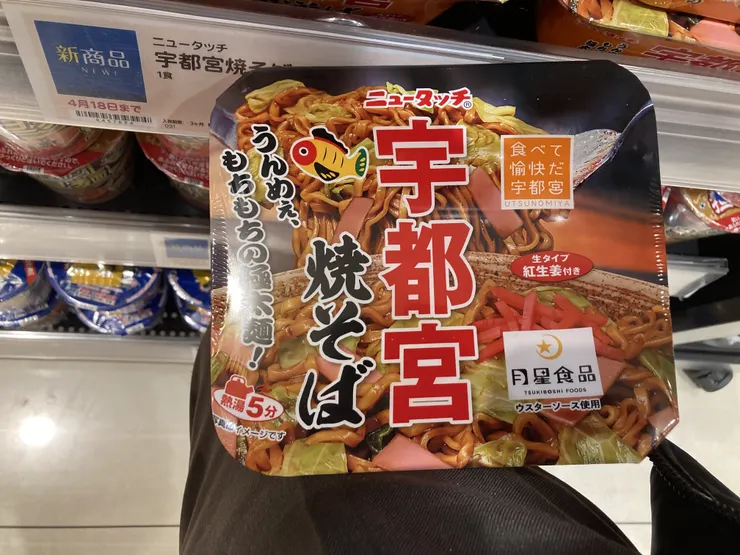 新商品
NEW!
4月18日まで
ニュータッチ
宇都宮焼そば
1食
ニュータッチ®
宇都宮
焼そば
うんめぇ、
もちもちの極太麺！
食べて
愉快だ
宇都宮
UTSUNOMIYA
生タイプ
紅生姜付き
月星食品
TSUKIBOSHI FOODS
ウスターソース使用
熱湯5分
イメージです